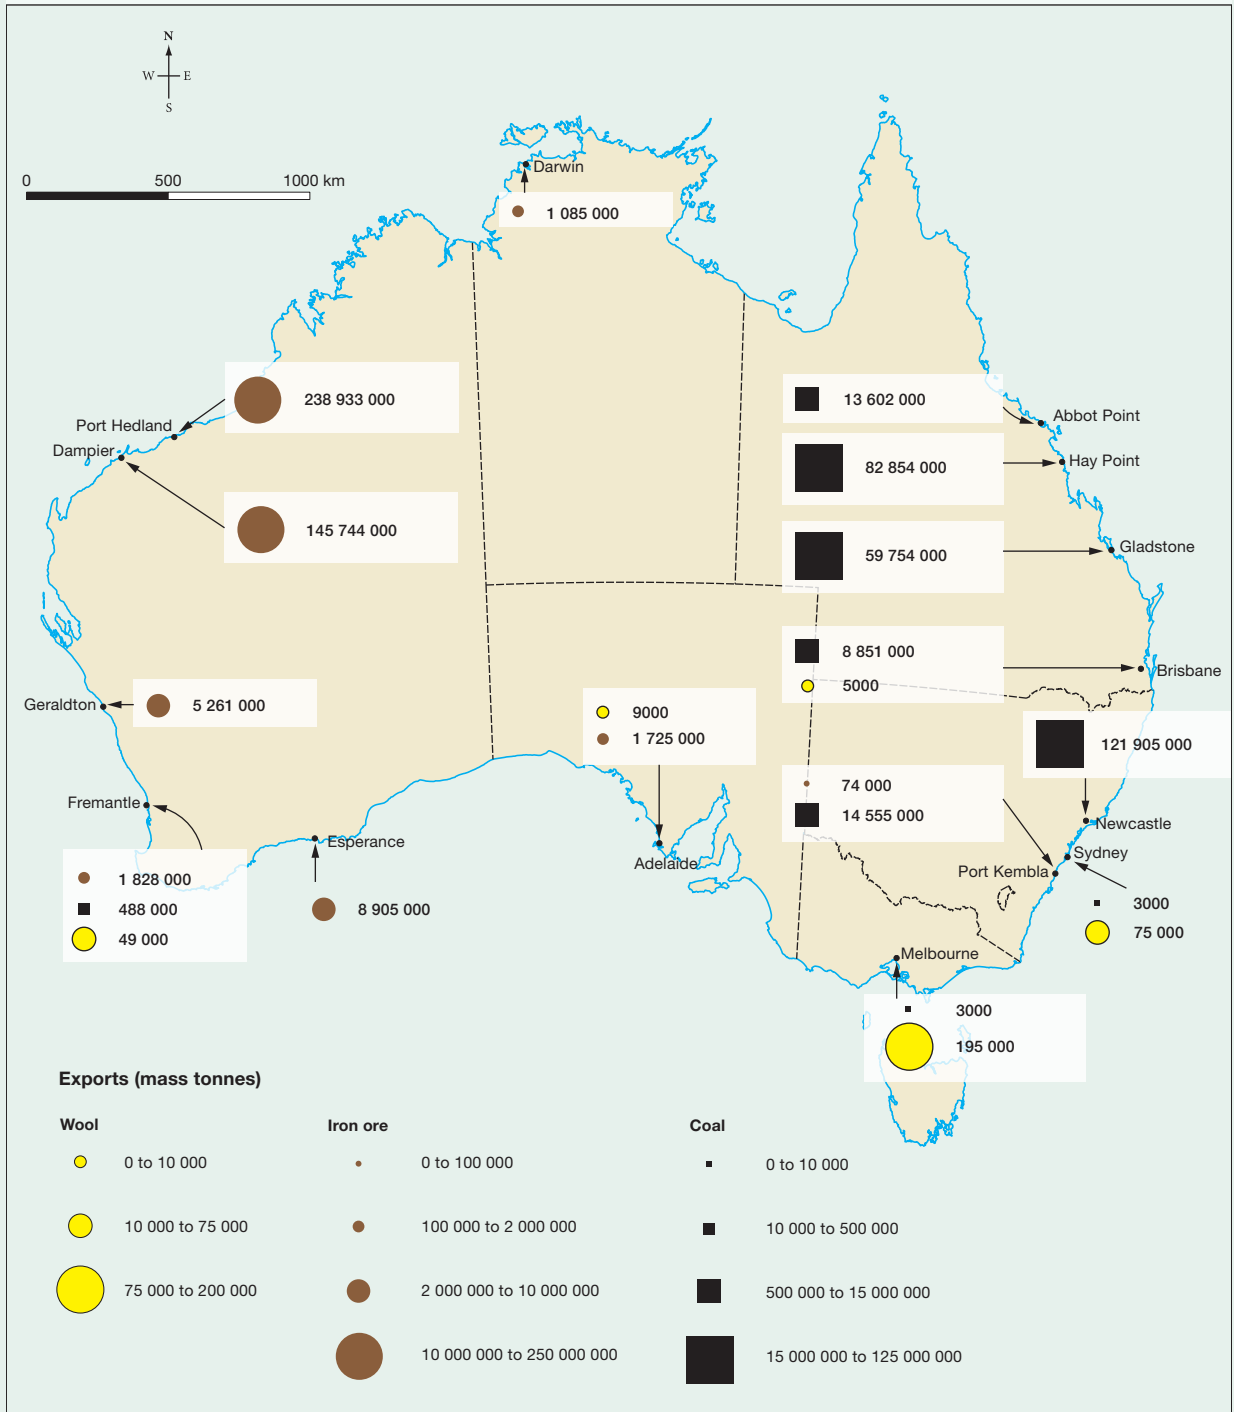 N
W E
S
0 500 1000 km
Darwin
1 085 000
238 933 000
Port Hedland
Dampier
145 744 000
13 602 000
Abbot Point
82 854 000
Hay Point
59 754 000
Gladstone
8 851 000
5000
Brisbane
Geraldton
5 261 000
9000
1 725 000
121 905 000
74 000
14 555 000
Newcastle
Sydney
Port Kembla
3000
75 000
Fremantle
1 828 000
488 000
49 000
Esperance
8 905 000
Adelaide
Melbourne
3000
195 000
Exports (mass tonnes)
Wool
0 to 10 000
10 000 to 75 000
75 000 to 200 000
Iron ore
0 to 100 000
100 000 to 2 000 000
2 000 000 to 10 000 000
10 000 000 to 250 000 000
Coal
0 to 10 000
10 000 to 500 000
500 000 to 15 000 000
15 000 000 to 125 000 000